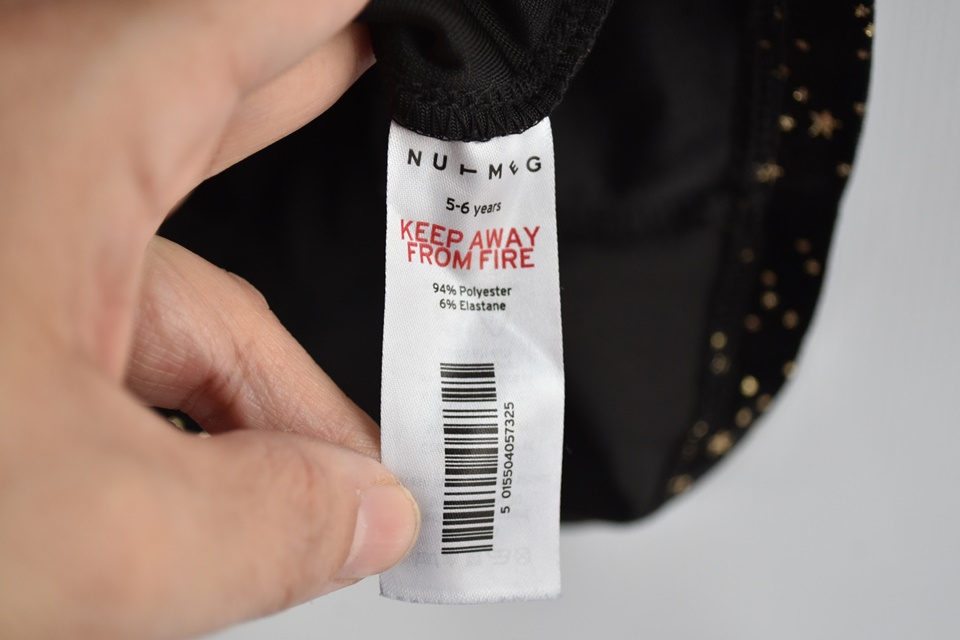 NUTMEG
5-6 years
KEEP AWAY
FROM FIRE
94% Polyester
6% Elastane
5 015504057325